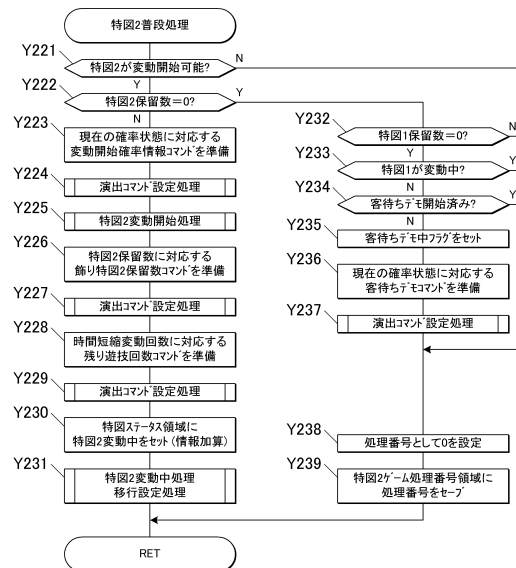 特図2普段処理
Y221
特図2が変動開始可能?
N
Y
Y222
特図2保留数=0?
Y
N
Y223
現在の確率状態に対応する
変動開始確率情報コマンドを準備
Y224
演出コマンド設定処理
Y225
特図2変動開始処理
Y226
特図2保留数に対応する
飾り特図2保留数コマンドを準備
Y227
演出コマンド設定処理
Y228
時間短縮変動回数に対応する
残り遊技回数コマンドを準備
Y229
演出コマンド設定処理
Y230
特図ステータス領域に
特図2変動中をセット(情報加算)
Y231
特図2変動中処理
移行設定処理
Y232
特図1保留数=0?
N
Y
Y233
特図1が変動中?
Y
N
Y234
客待ちデモ開始済み?
Y
N
Y235
客待ちデモ中フラグをセット
Y236
現在の確率状態に対応する
客待ちデモコマンドを準備
Y237
演出コマンド設定処理
Y238
処理番号として0を設定
Y239
特図2ゲーム処理番号領域に
処理番号をセーブ
RET